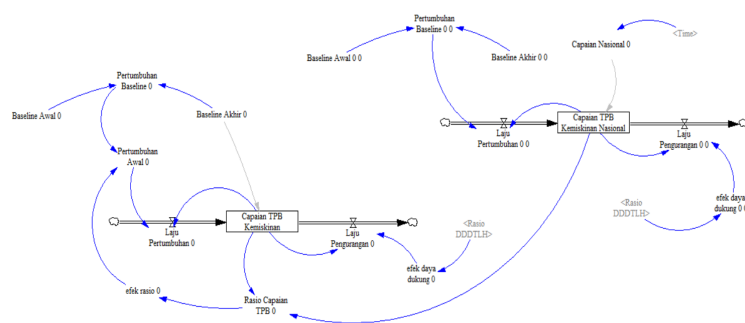 Pertumbuhan
Baseline 0 0
Baseline Awal 0 0
Baseline Akhir 0 0
Capaian Nasional 0
<Time>
Pertumbuhan
Baseline 0
Baseline Awal 0
Baseline Akhir 0
Laju
Pertumbuhan 0 0
Capaian TPB
Kemiskinan Nasional
Laju
Pengurangan 0 0
Pertumbuhan
Awal 0
Laju
Pertumbuhan 0
Capaian TPB
Kemiskinan
Laju
Pengurangan 0
<Rasio
DDDTLH>
efek daya
dukung 0
<Rasio
DDDTLH>
efek daya
dukung 0 0
efek rasio 0
Rasio Capaian
TPB 0